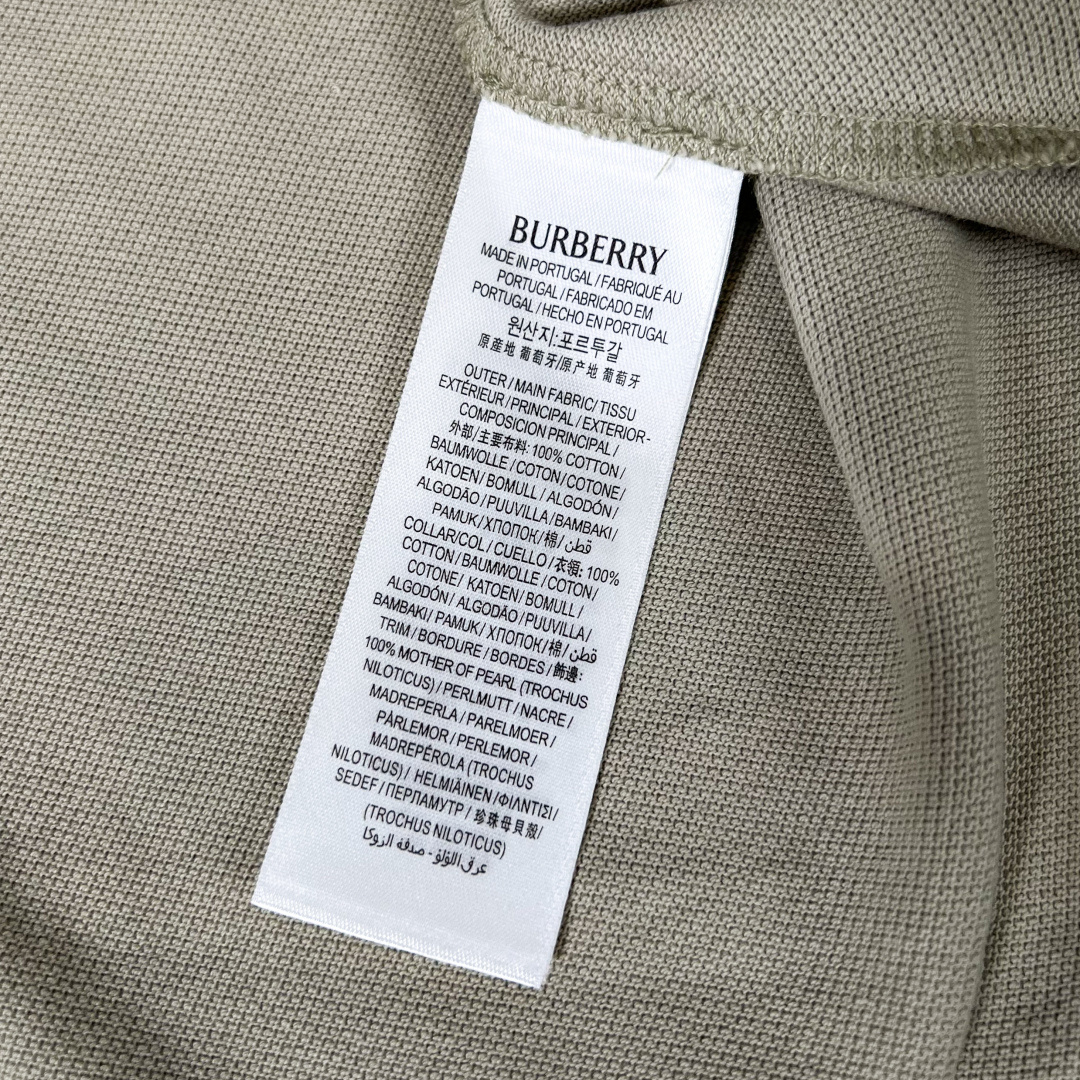 BURBERRY
MADE IN PORTUGAL / FABRIQUÉ AU
PORTUGAL / FABRICADO EM
PORTUGAL / HECHO EN PORTUGAL
원산지:포르투갈
原産地 葡萄牙/原产地 葡萄牙
OUTER / MAIN FABRIC/ TISSU
EXTÉRIEUR / PRINCIPAL / EXTERIOR-
COMPOSICION PRINCIPAL /
外部/主要布料: 100% COTTON /
BAUMWOLLE / COTON / COTONE /
KATOEN / BOMULL / ALGODÓN /
ALGODÃO / PUUVILLA / BAMBAKI /
PAMUK / ХЛОПОК / 棉 / قطن
COLLAR/COL / CUELLO / 衣領: 100%
COTTON / BAUMWOLLE / COTON /
COTONE / KATOEN / BOMULL /
ALGODÓN / ALGODÃO / PUUVILLA /
BAMBAKI / PAMUK / ХЛОПОК / 棉 / قطن
TRIM / BORDURE / BORDES / 飾邊:
100% MOTHER OF PEARL (TROCHUS
NILOTICUS) / PERLMUTT / NACRE /
MADREPERLA / PARELMOER /
PÄRLEMOR / PERLEMOR /
MADREPÉROLA (TROCHUS
NILOTICUS) / HELMIÄINEN / ΦΙΛΝΤΙΣΙ /
SEDEF / ПЕРЛАМУТР / 珍珠母貝殼/
(TROCHUS NILOTICUS)
عرق اللؤلؤ - صدفة الزوكا